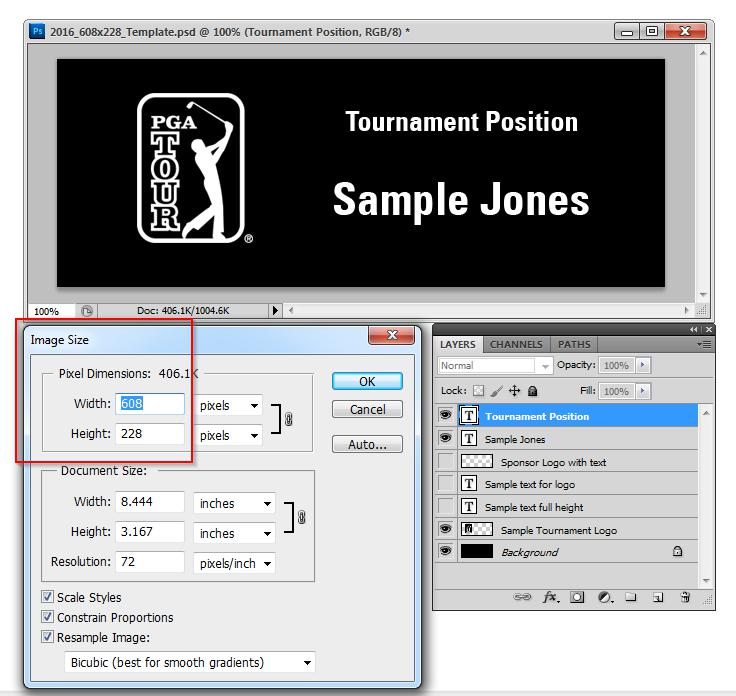 Ps 2016_608x228_Template.psd @ 100% (Tournament Position, RGB/8) *
PGA
TOUR
®
Tournament Position
Sample Jones
100%
Doc: 406.1K/1004.6K
Image Size
Pixel Dimensions: 406.1K
Width: 608 pixels
Height: 228 pixels
OK
Cancel
Auto...
Document Size:
Width: 8.444 inches
Height: 3.167 inches
Resolution: 72 pixels/inch
Scale Styles
Constrain Proportions
Resample Image:
Bicubic (best for smooth gradients)
LAYERS CHANNELS PATHS
Normal Opacity: 100%
Lock: Fill: 100%
T Tournament Position
T Sample Jones
Sponsor Logo with text
T Sample text for logo
T Sample text full height
Sample Tournament Logo
Background
fx